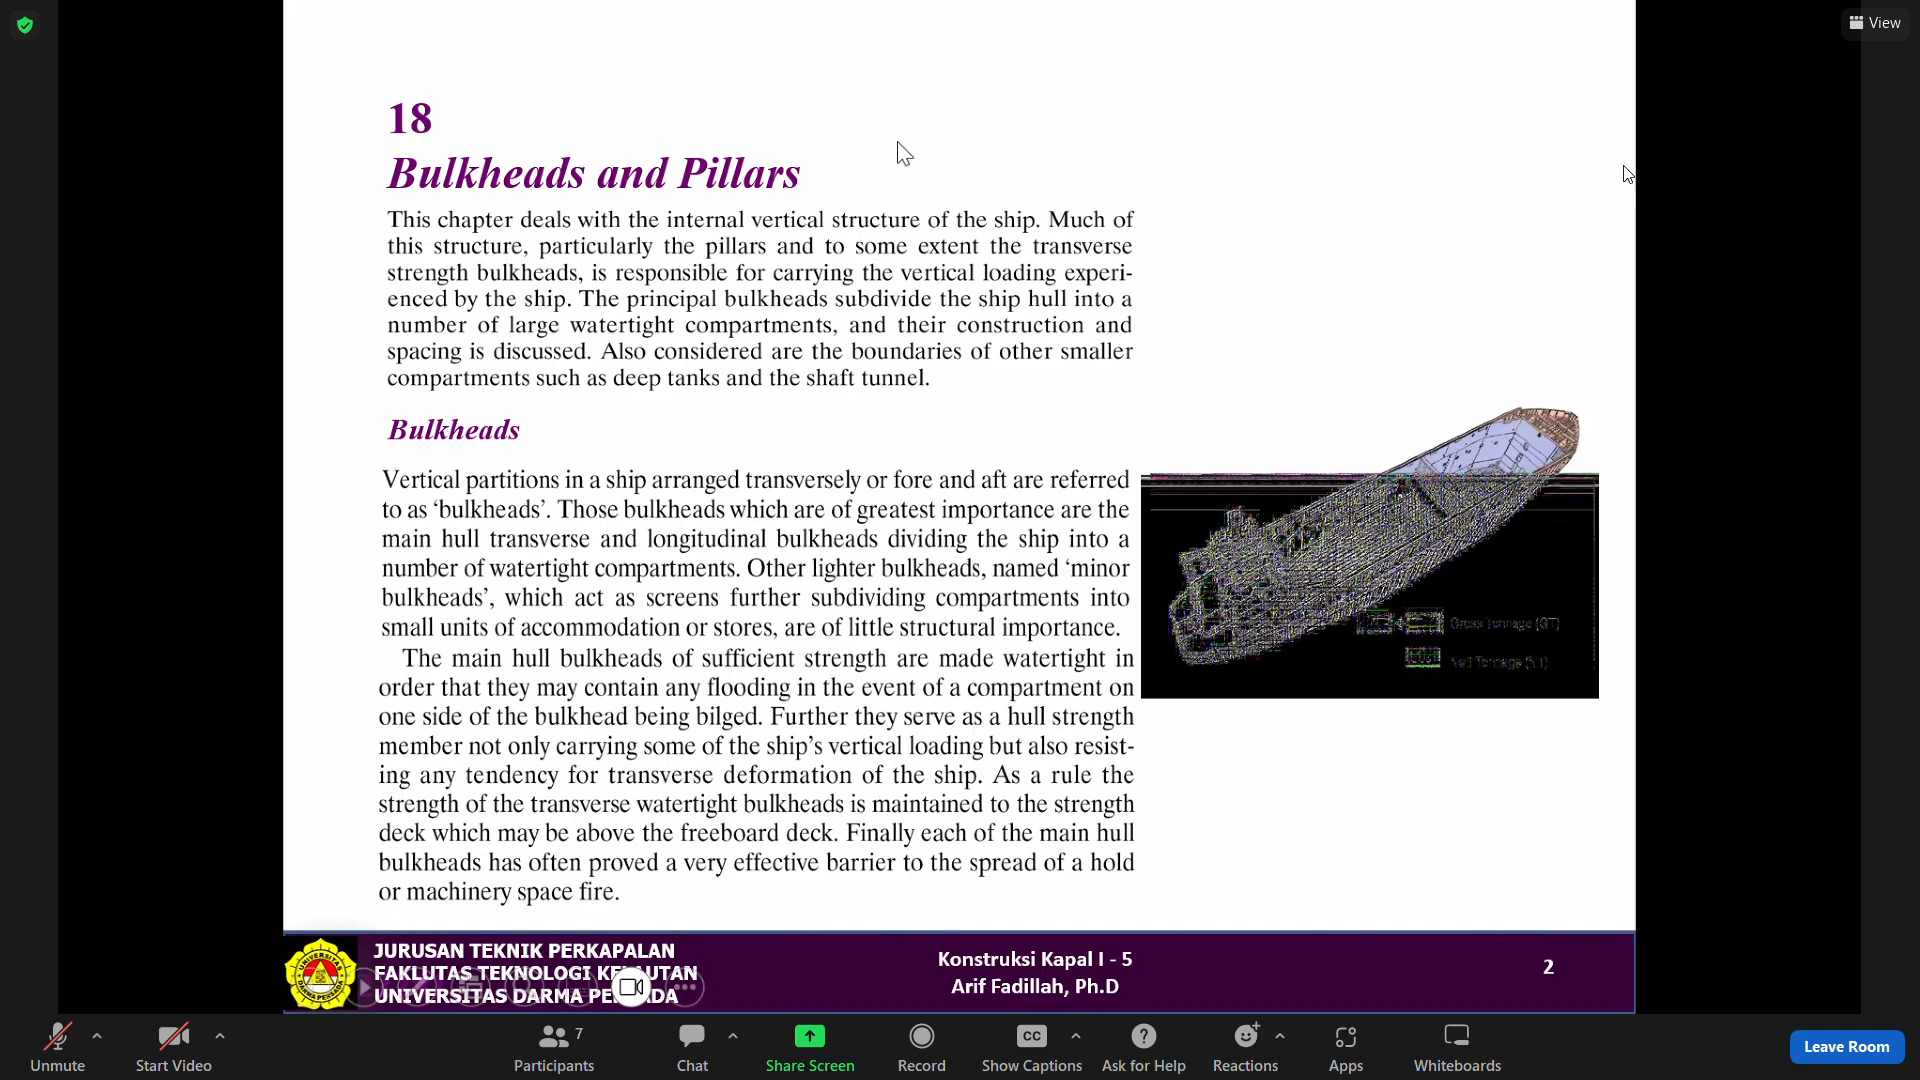 View
18
Bulkheads and Pillars
This chapter deals with the internal vertical structure of the ship. Much of
this structure, particularly the pillars and to some extent the transverse
strength bulkheads, is responsible for carrying the vertical loading experi-
enced by the ship. The principal bulkheads subdivide the ship hull into a
number of large watertight compartments, and their construction and
spacing is discussed. Also considered are the boundaries of other smaller
compartments such as deep tanks and the shaft tunnel.
Bulkheads
Vertical partitions in a ship arranged transversely or fore and aft are referred
to as ‘bulkheads’. Those bulkheads which are of greatest importance are the
main hull transverse and longitudinal bulkheads dividing the ship into a
number of watertight compartments. Other lighter bulkheads, named ‘minor
bulkheads’, which act as screens further subdividing compartments into
small units of accommodation or stores, are of little structural importance.
The main hull bulkheads of sufficient strength are made watertight in
order that they may contain any flooding in the event of a compartment on
one side of the bulkhead being bilged. Further they serve as a hull strength
member not only carrying some of the ship’s vertical loading but also resist-
ing any tendency for transverse deformation of the ship. As a rule the
strength of the transverse watertight bulkheads is maintained to the strength
deck which may be above the freeboard deck. Finally each of the main hull
bulkheads has often proved a very effective barrier to the spread of a hold
or machinery space fire.
Gross Tonnage (GT)
Net Tonnage (NT)
JURUSAN TEKNIK PERKAPALAN
FAKLUTAS TEKNOLOGI KELAUTAN
UNIVERSITAS DARMA PERSADA
Konstruksi Kapal I - 5
Arif Fadillah, Ph.D
2
Unmute
Start Video
7
Participants
Chat
Share Screen
Record
CC
Show Captions
Ask for Help
Reactions
Apps
Whiteboards
Leave Room